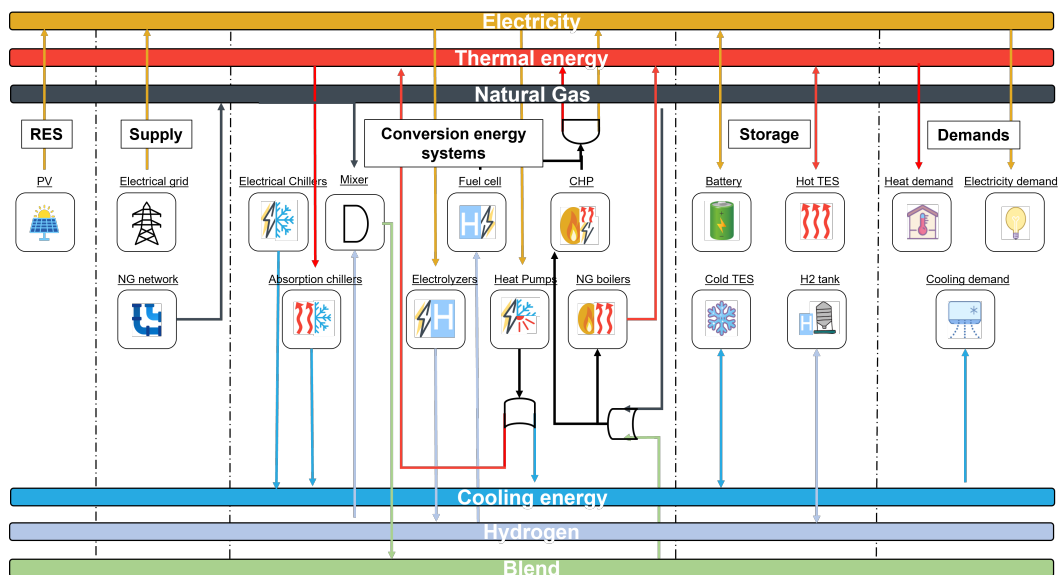 Electricity
Thermal energy
Natural Gas
RES
Supply
Conversion energy
systems
Storage
Demands
PV
Electrical grid
Electrical Chillers
Mixer
Fuel cell
CHP
Battery
Hot TES
Heat demand
Electricity demand
D
H
NG network
Absorption chillers
Electrolyzers
Heat Pumps
NG boilers
Cold TES
H2 tank
Cooling demand
H
H
Cooling energy
Hydrogen
Blend